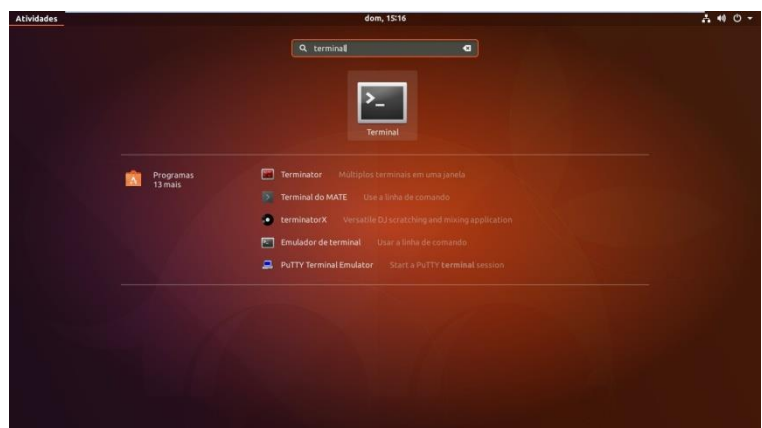 Atividades dom, 15:16
terminal
Terminal
Programas
13 mais
Terminator Múltiplos terminais em uma janela
Terminal do MATE Use a linha de comando
terminatorX Versatile DJ scratching and mixing application
Emulador de terminal Usar a linha de comando
PuTTY Terminal Emulator Start a PuTTY terminal session